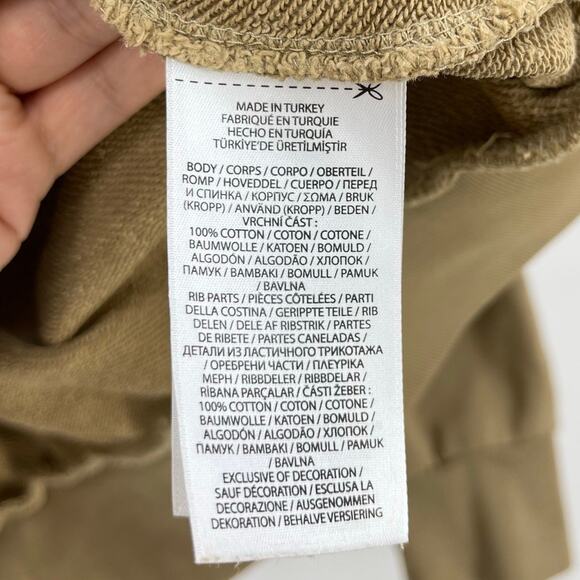 MADE IN TURKEY
FABRIQUÉ EN TURQUIE
HECHO EN TURQUÍA
TÜRKİYE'DE ÜRETİLMİŞTİR
BODY / CORPS / CORPO / OBERTEIL /
ROMP / HOVEDDEL / CUERPO / ПЕРЕД
И СПИНКА / КОРПУС / ΣΩΜΑ / BRUK
(KROPP) / ANVÄND (KROPP) / BEDEN /
VRCHNÍ ČÁST :
100% COTTON / COTON / COTONE /
BAUMWOLLE / KATOEN / BOMULD /
ALGODÓN / ALGODÃO / ХЛОПОК /
ПАМУК / BAMBAKI / BOMULL / PAMUK
/ BAVLNA
RIB PARTS / PIÈCES CÔTELÉES / PARTI
DELLA COSTINA / GERIPPTE TEILE / RIB
DELEN / DELE AF RIBSTRIK / PARTES
DE RIBETE / PARTES CANELADAS /
ДЕТАЛИ ИЗ ЛАСТИЧНОГО ТРИКОТАЖА
/ ОРЕБРЕНИ ЧАСТИ / ΠΛΕΥΡΙΚΑ
ΜΕΡΗ / RIBBDELER / RIBBDELAR /
RİBANA PARÇALAR / ČÁSTI ŽEBER :
100% COTTON / COTON / COTONE /
BAUMWOLLE / KATOEN / BOMULD /
ALGODÓN / ALGODÃO / ХЛОПОК /
ПАМУК / BAMBAKI / BOMULL / PAMUK
/ BAVLNA
EXCLUSIVE OF DECORATION /
SAUF DÉCORATION / ESCLUSA LA
DECORAZIONE / AUSGENOMMEN
DEKORATION / BEHALVE VERSIERING